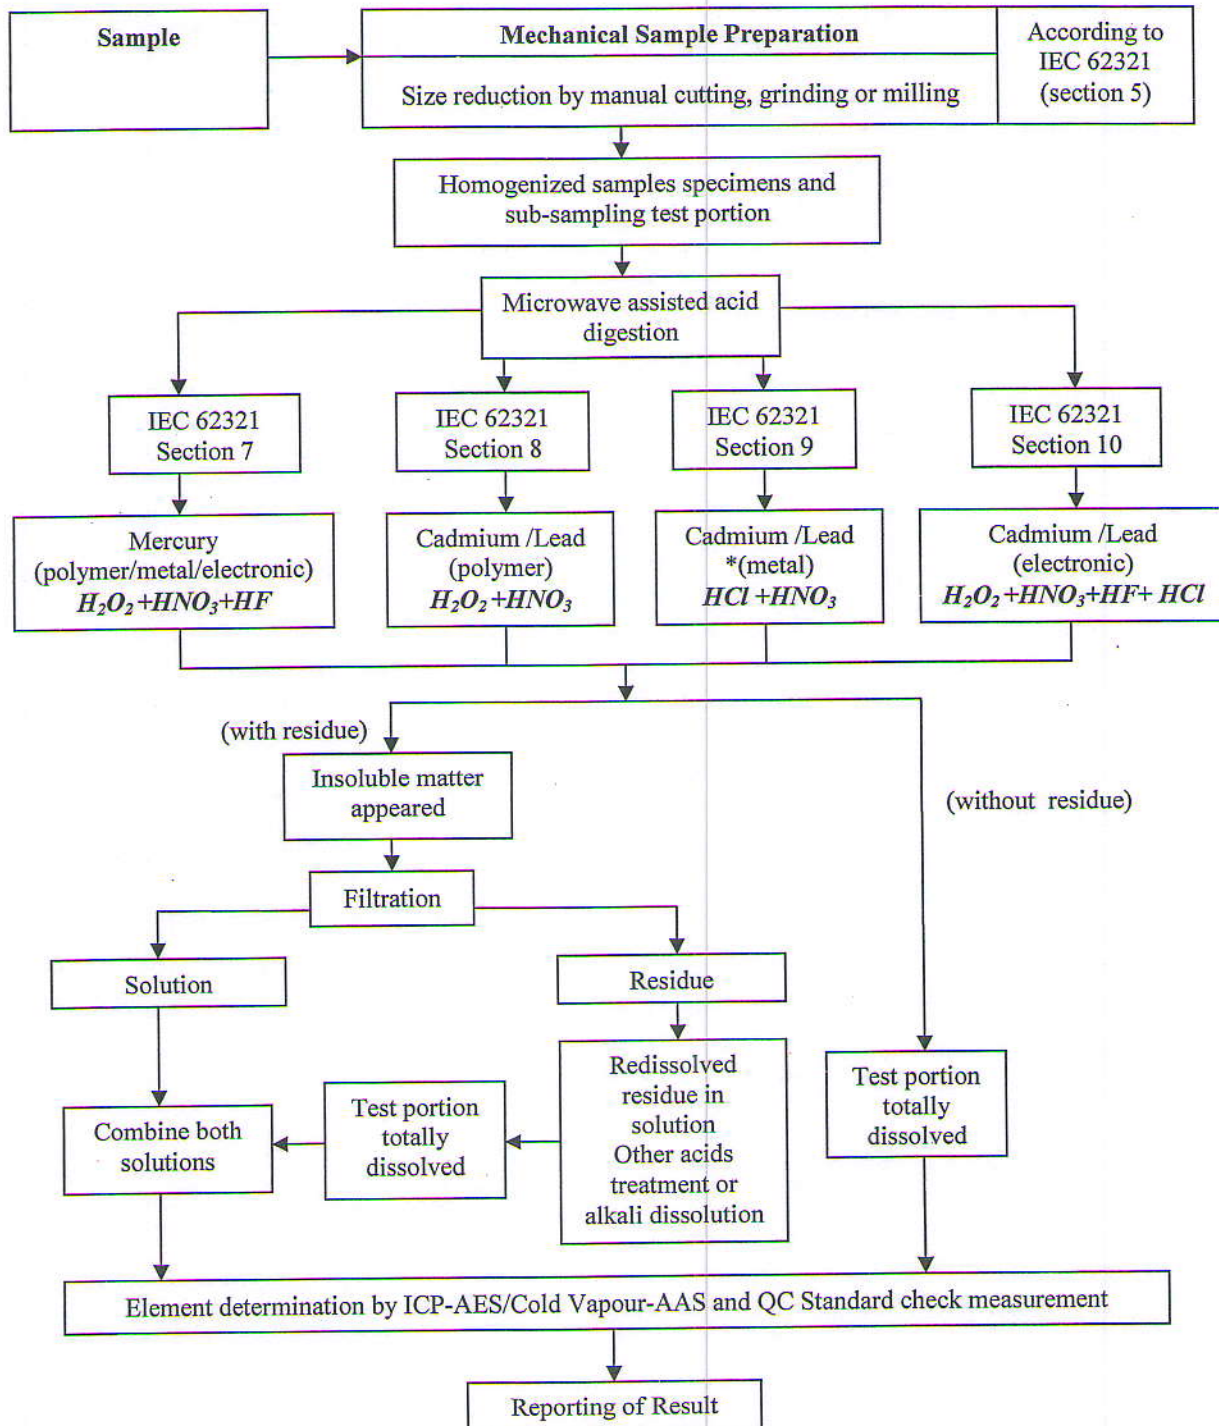 Sample
Mechanical Sample Preparation
Size reduction by manual cutting, grinding or milling
According to
IEC 62321
(section 5)
Homogenized samples specimens and
sub-sampling test portion
Microwave assisted acid
digestion
IEC 62321
Section 7
IEC 62321
Section 8
IEC 62321
Section 9
IEC 62321
Section 10
Mercury
(polymer/metal/electronic)
H₂O₂+HNO₃+HF
Cadmium /Lead
(polymer)
H₂O₂+HNO₃
Cadmium /Lead
*(metal)
HCl +HNO₃
Cadmium /Lead
(electronic)
H₂O₂+HNO₃+HF+ HCl
(with residue)
Insoluble matter
appeared
(without residue)
Filtration
Solution
Residue
Combine both
solutions
Test portion
totally
dissolved
Redissolved
residue in
solution
Other acids
treatment or
alkali dissolution
Test portion
totally
dissolved
Element determination by ICP-AES/Cold Vapour-AAS and QC Standard check measurement
Reporting of Result